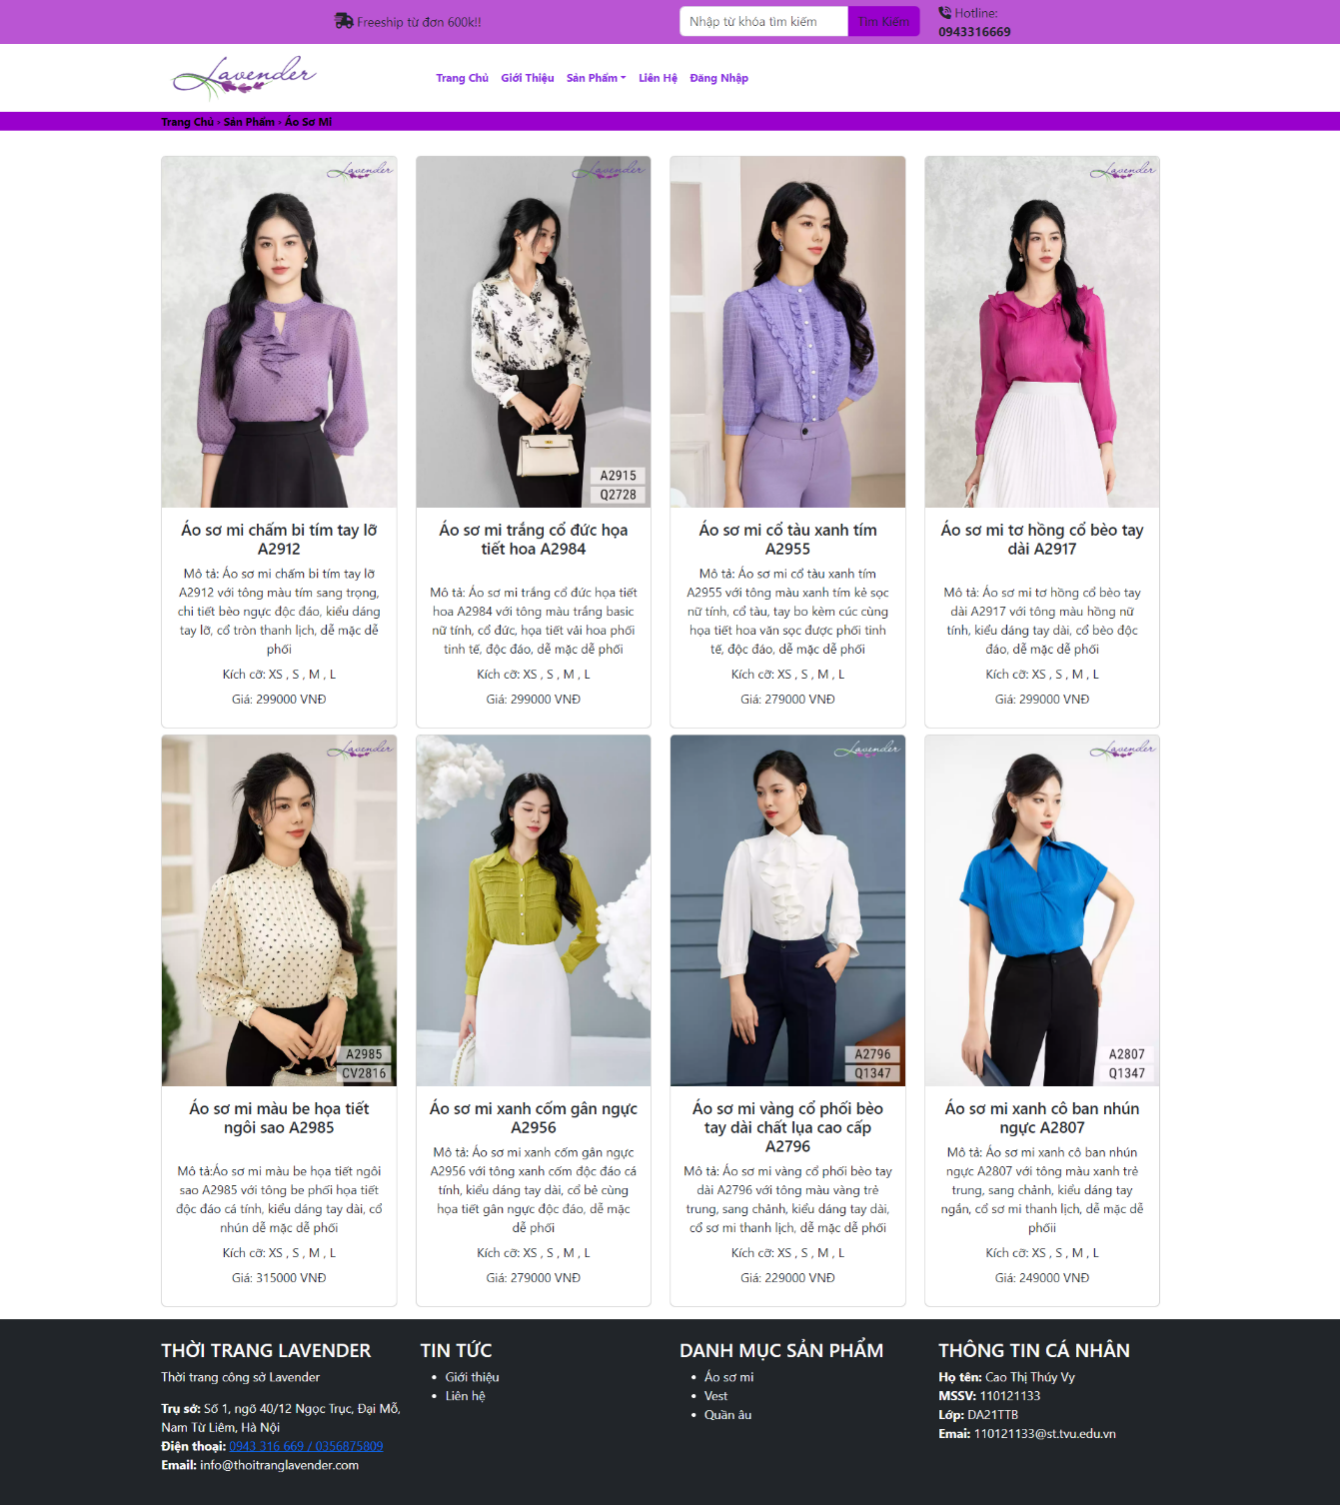 Freeship từ đơn 600k!!
Nhập từ khóa tìm kiếm
Tìm Kiếm
Hotline:
0943316669
Lavender
Trang Chủ
Giới Thiệu
Sản Phẩm
Liên Hệ
Đăng Nhập
Trang Chủ › Sản Phẩm › Áo Sơ Mi
Lavender
Lavender
A2915
Q2728
Lavender
Áo sơ mi chấm bi tím tay lỡ
A2912
Mô tả: Áo sơ mi chấm bi tím tay lỡ
A2912 với tông màu tím sang trọng,
chi tiết bèo ngực độc đáo, kiểu dáng
tay lỡ, cổ tròn thanh lịch, dễ mặc dễ
phối
Kích cỡ: XS , S , M , L
Giá: 299000 VNĐ
Áo sơ mi trắng cổ đức họa
tiết hoa A2984
Mô tả: Áo sơ mi trắng cổ đức họa tiết
hoa A2984 với tông màu trắng basic
nữ tính, cổ đức, họa tiết vải hoa phối
tinh tế, độc đáo, dễ mặc dễ phối
Kích cỡ: XS , S , M , L
Giá: 299000 VNĐ
Áo sơ mi cổ tàu xanh tím
A2955
Mô tả: Áo sơ mi cổ tàu xanh tím
A2955 với tông màu xanh tím kẻ sọc
nữ tính, cổ tàu, tay bo kèm cúc cùng
họa tiết hoa văn sọc được phối tinh
tế, độc đáo, dễ mặc dễ phối
Kích cỡ: XS , S , M , L
Giá: 279000 VNĐ
Áo sơ mi tơ hồng cổ bèo tay
dài A2917
Mô tả: Áo sơ mi tơ hồng cổ bèo tay
dài A2917 với tông màu hồng nữ
tính, kiểu dáng tay dài, cổ bèo độc
đáo, dễ mặc dễ phối
Kích cỡ: XS , S , M , L
Giá: 299000 VNĐ
Lavender
A2985
CV2816
Lavender
A2796
Q1347
Lavender
A2807
Q1347
Áo sơ mi màu be họa tiết
ngôi sao A2985
Mô tả:Áo sơ mi màu be họa tiết ngôi
sao A2985 với tông be phối họa tiết
độc đáo cá tính, kiểu dáng tay dài, cổ
nhún dễ mặc dễ phối
Kích cỡ: XS , S , M , L
Giá: 315000 VNĐ
Áo sơ mi xanh cốm gân ngực
A2956
Mô tả: Áo sơ mi xanh cốm gân ngực
A2956 với tông xanh cốm độc đáo cá
tính, kiểu dáng tay dài, cổ bẻ cùng
họa tiết gân ngực độc đáo, dễ mặc
dễ phối
Kích cỡ: XS , S , M , L
Giá: 279000 VNĐ
Áo sơ mi vàng cổ phối bèo
tay dài chất lụa cao cấp
A2796
Mô tả: Áo sơ mi vàng cổ phối bèo tay
dài A2796 với tông màu vàng trẻ
trung, sang chảnh, kiểu dáng tay dài,
cổ sơ mi thanh lịch, dễ mặc dễ phối
Kích cỡ: XS , S , M , L
Giá: 229000 VNĐ
Áo sơ mi xanh cô ban nhún
ngực A2807
Mô tả: Áo sơ mi xanh cô ban nhún
ngực A2807 với tông màu xanh trẻ
trung, sang chảnh, kiểu dáng tay
ngắn, cổ sơ mi thanh lịch, dễ mặc dễ
phốii
Kích cỡ: XS , S , M , L
Giá: 249000 VNĐ
THỜI TRANG LAVENDER
Thời trang công sở Lavender
Trụ sở: Số 1, ngõ 40/12 Ngọc Trục, Đại Mỗ,
Nam Từ Liêm, Hà Nội
Điện thoại: 0943 316 669 / 0356875809
Email: info@thoitranglavender.com
TIN TỨC
• Giới thiệu
• Liên hệ
DANH MỤC SẢN PHẨM
• Áo sơ mi
• Vest
• Quần âu
THÔNG TIN CÁ NHÂN
Họ tên: Cao Thị Thúy Vy
MSSV: 110121133
Lớp: DA21TTB
Emai: 110121133@st.tvu.edu.vn